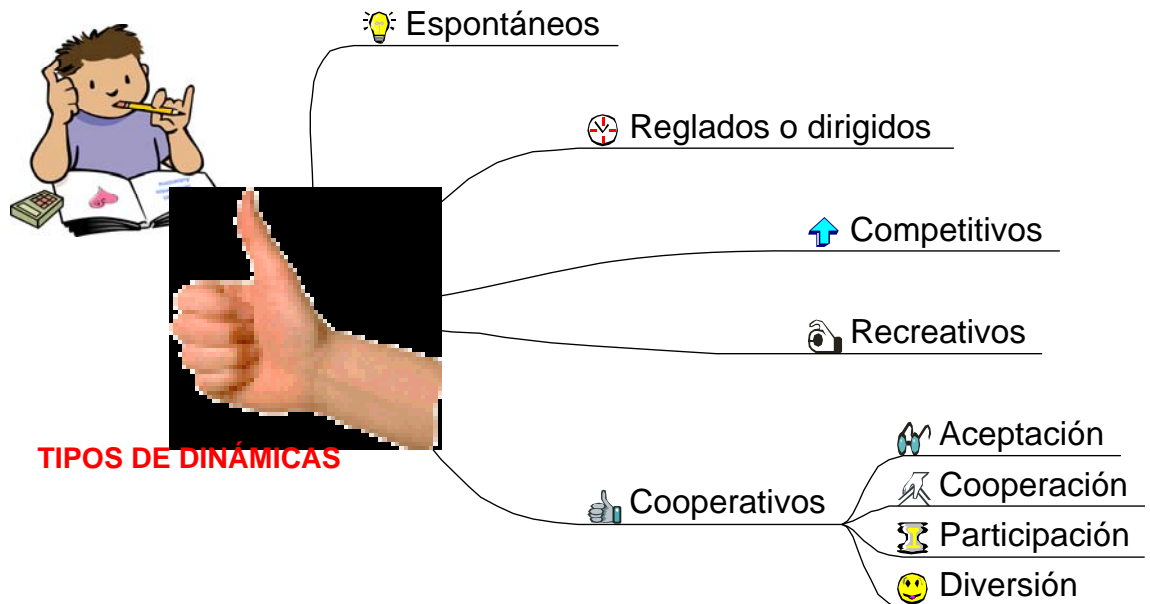 Espontáneos
Reglados o dirigidos
Competitivos
Recreativos
TIPOS DE DINÁMICAS
Cooperativos
Aceptación
Cooperación
Participación
Diversión